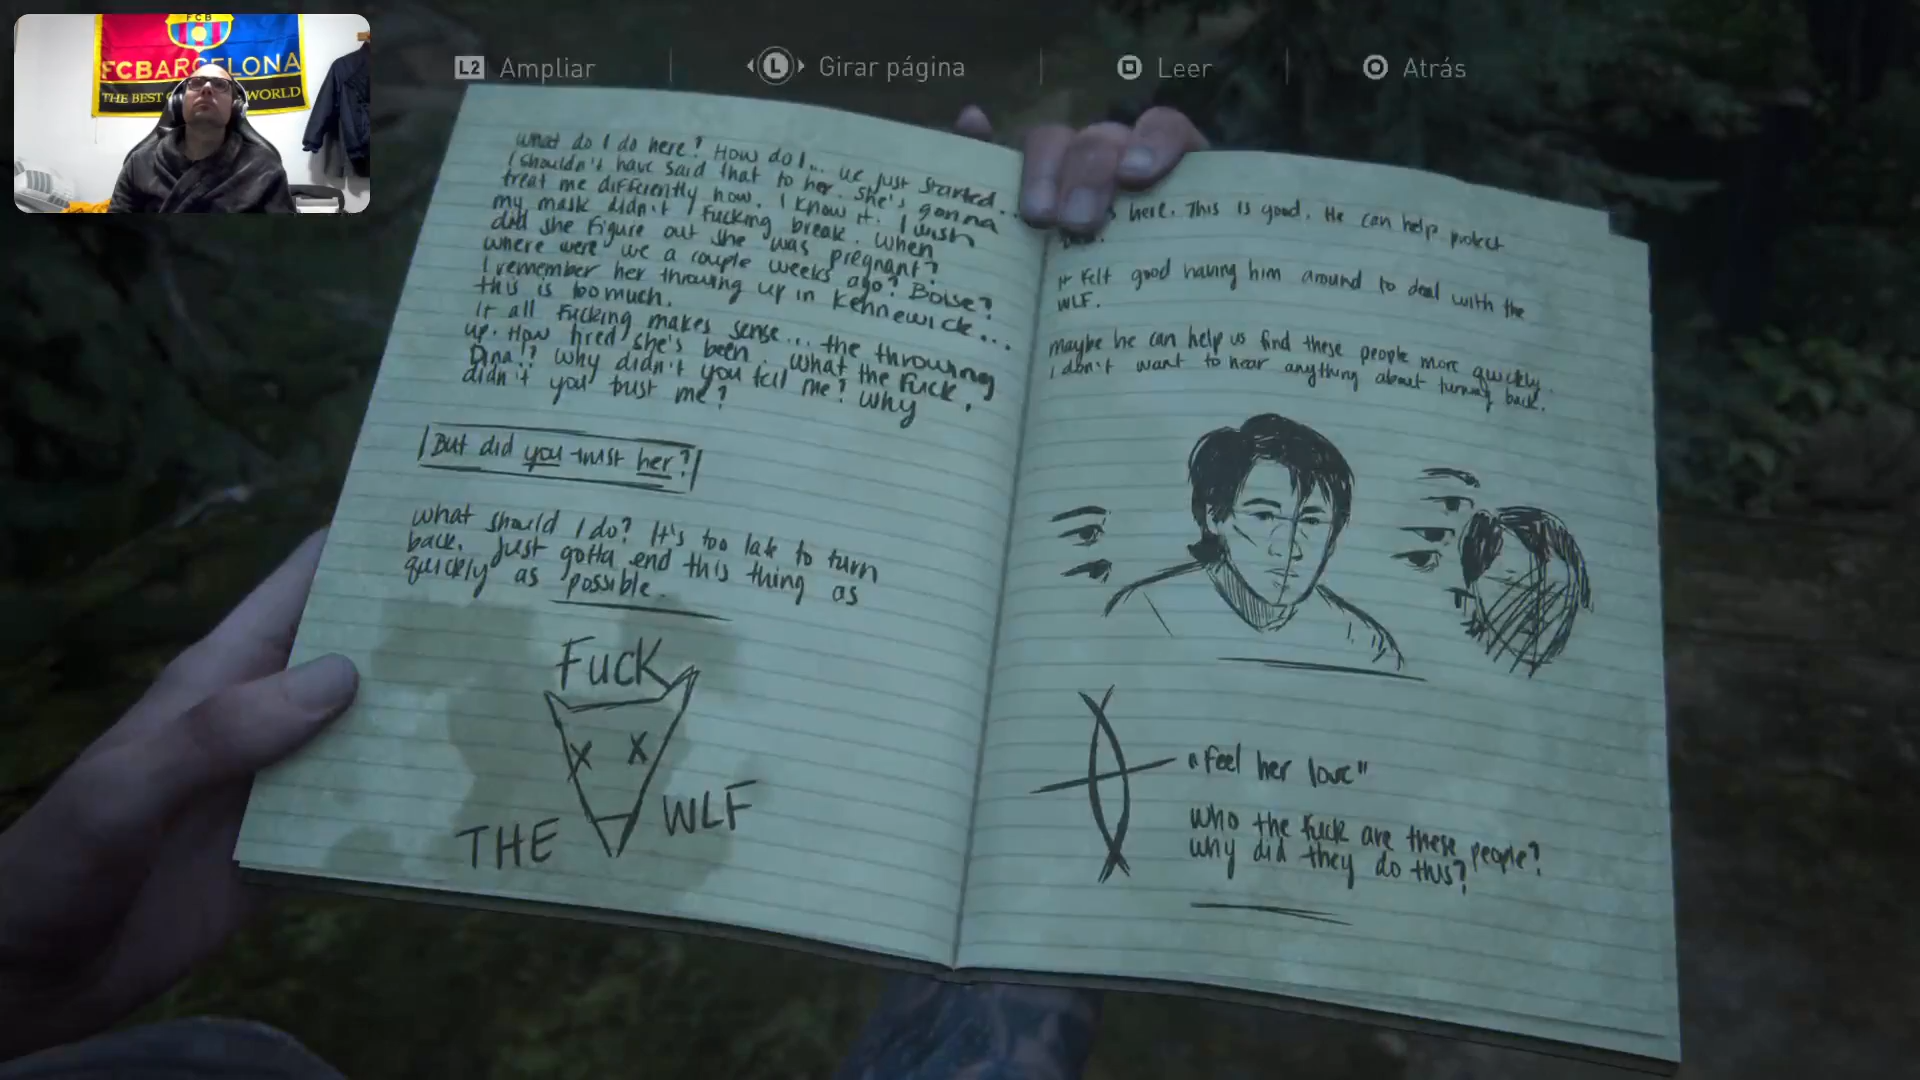 FCB
FCBARCELONA
THE BEST
WORLD
L2 Ampliar
L Girar página
Leer
Atrás
what do I do here? How do I... we just started...
I shouldn't have said that to her. She's gonna
treat me differently now. I know it. I wish
my mask didn't fucking break. When
did she figure out she was pregnant?
where were we a couple weeks ago? Boise?
I remember her throwing up in Kennewick...
this is too much.
It all fucking makes sense... the throwing
up. How tired she's been. What the fuck,
Dina!? Why didn't you tell me? Why
didn't you trust me?
But did you trust her?
what should I do? It's too late to turn
back. Just gotta end this thing as
quickly as possible.
Fuck
THE WLF
here. This is good. He can help protect
It felt good having him around to deal with the
WLF.
maybe he can help us find these people more quickly.
I don't want to hear anything about turning back.
"Feel her love"
Who the fuck are these people?
why did they do this?